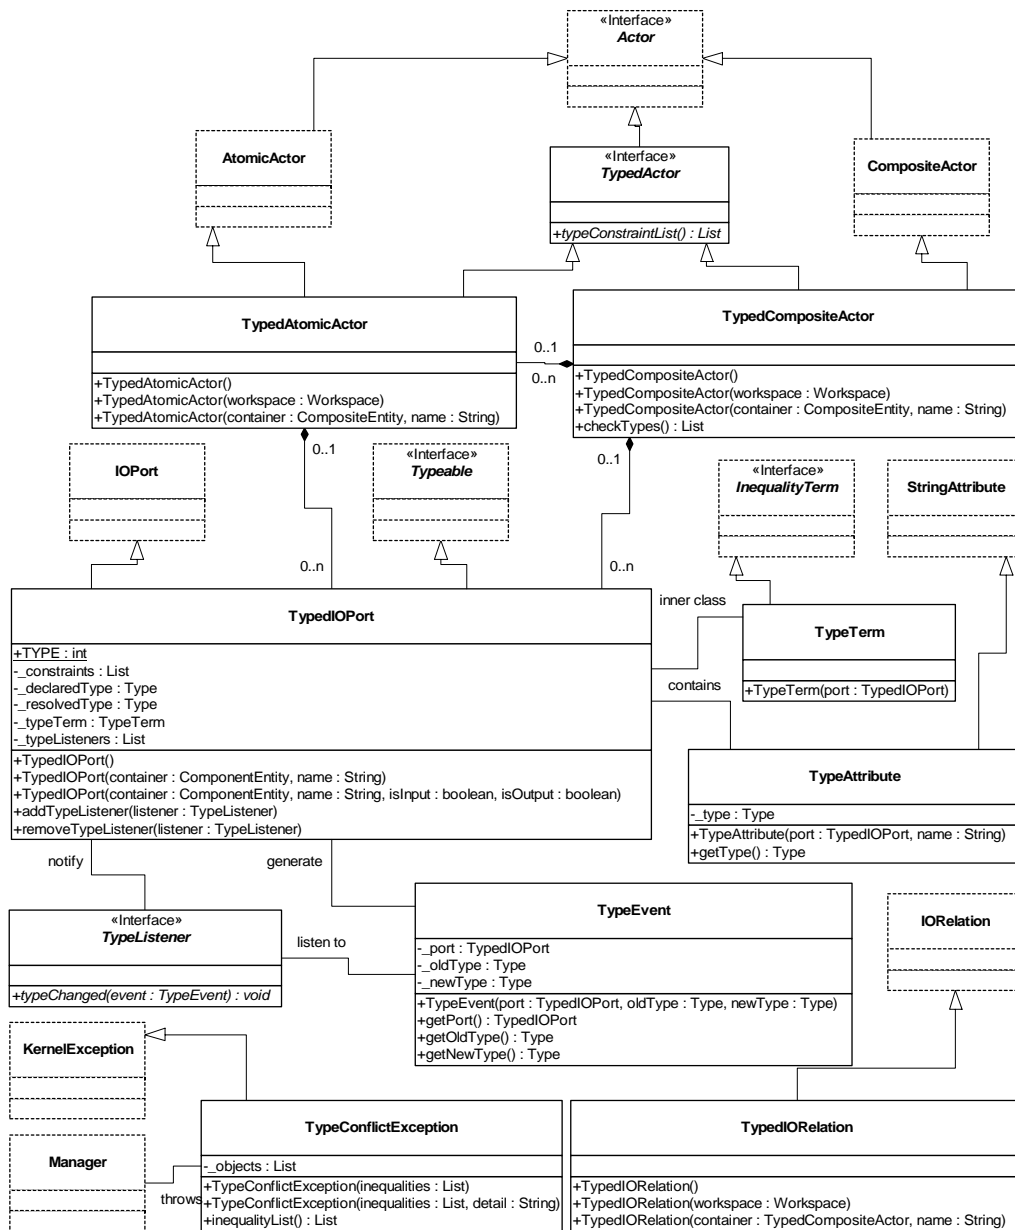 «Interface»
Actor
AtomicActor
«Interface»
TypedActor
+typeConstraintList() : List
CompositeActor
TypedAtomicActor
+TypedAtomicActor()
+TypedAtomicActor(workspace : Workspace)
+TypedAtomicActor(container : CompositeEntity, name : String)
0..1
0..n
TypedCompositeActor
+TypedCompositeActor()
+TypedCompositeActor(workspace : Workspace)
+TypedCompositeActor(container : CompositeEntity, name : String)
+checkTypes() : List
0..1
0..1
IOPort
«Interface»
Typeable
«Interface»
InequalityTerm
StringAttribute
0..n
0..n
TypedIOPort
+TYPE : int
-_constraints : List
-_declaredType : Type
-_resolvedType : Type
-_typeTerm : TypeTerm
-_typeListeners : List
+TypedIOPort()
+TypedIOPort(container : ComponentEntity, name : String)
+TypedIOPort(container : ComponentEntity, name : String, isInput : boolean, isOutput : boolean)
+addTypeListener(listener : TypeListener)
+removeTypeListener(listener : TypeListener)
inner class
TypeTerm
+TypeTerm(port : TypedIOPort)
contains
TypeAttribute
-_type : Type
+TypeAttribute(port : TypedIOPort, name : String)
+getType() : Type
notify
generate
«Interface»
TypeListener
+typeChanged(event : TypeEvent) : void
listen to
TypeEvent
-_port : TypedIOPort
-_oldType : Type
-_newType : Type
+TypeEvent(port : TypedIOPort, oldType : Type, newType : Type)
+getPort() : TypedIOPort
+getOldType() : Type
+getNewType() : Type
IORelation
KernelException
Manager
throws
TypeConflictException
-_objects : List
+TypeConflictException(inequalities : List)
+TypeConflictException(inequalities : List, detail : String)
+inequalityList() : List
TypedIORelation
+TypedIORelation()
+TypedIORelation(workspace : Workspace)
+TypedIORelation(container : TypedCompositeActor, name : String)